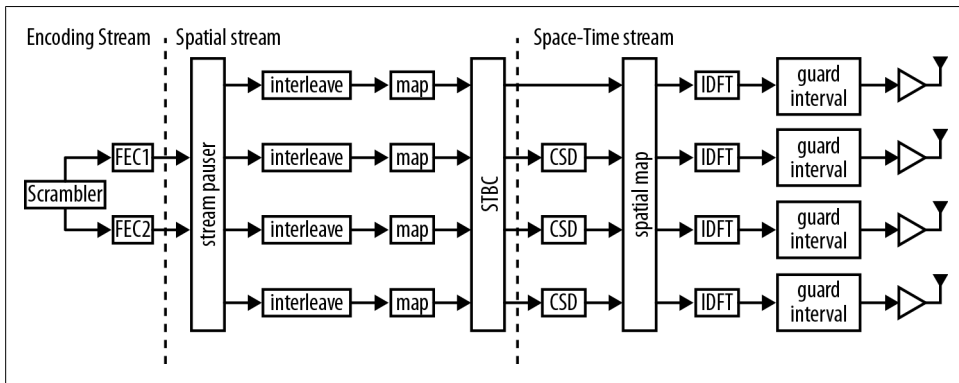 Encoding Stream
Spatial stream
Space-Time stream
Scrambler
FEC1
FEC2
stream pauser
interleave
map
interleave
map
interleave
map
interleave
map
STBC
CSD
CSD
CSD
spatial map
IDFT
guard
interval
IDFT
guard
interval
IDFT
guard
interval
IDFT
guard
interval